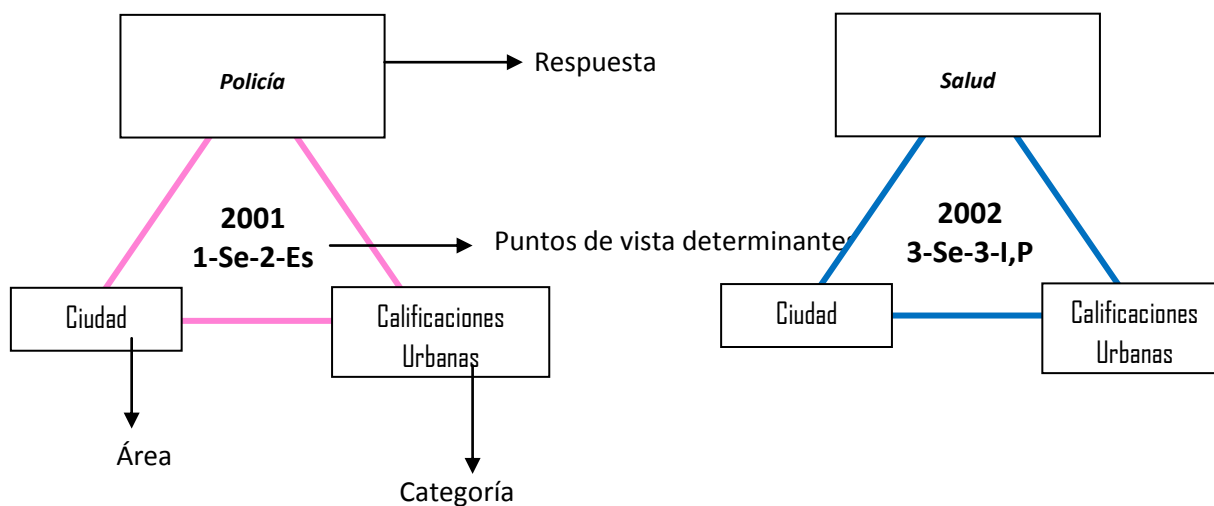 Policía
Respuesta
2001
1-Se-2-Es
Puntos de vista determinantes
Ciudad
Calificaciones
Urbanas
Área
Categoría
Salud
2002
3-Se-3-I,P
Ciudad
Calificaciones
Urbanas